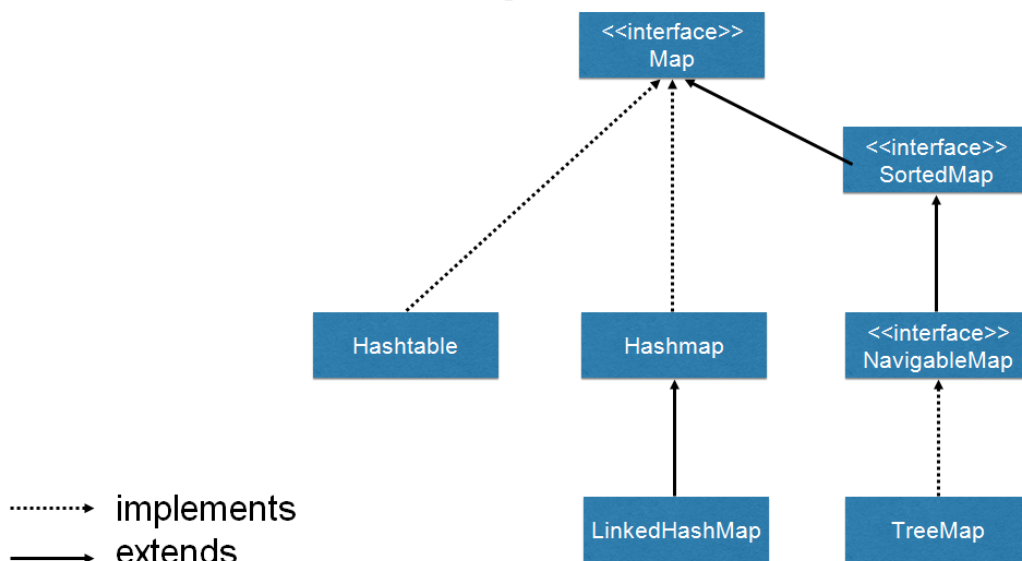 <<interface>>
Map
<<interface>>
SortedMap
Hashtable
Hashmap
<<interface>>
NavigableMap
implements
extends
LinkedHashMap
TreeMap